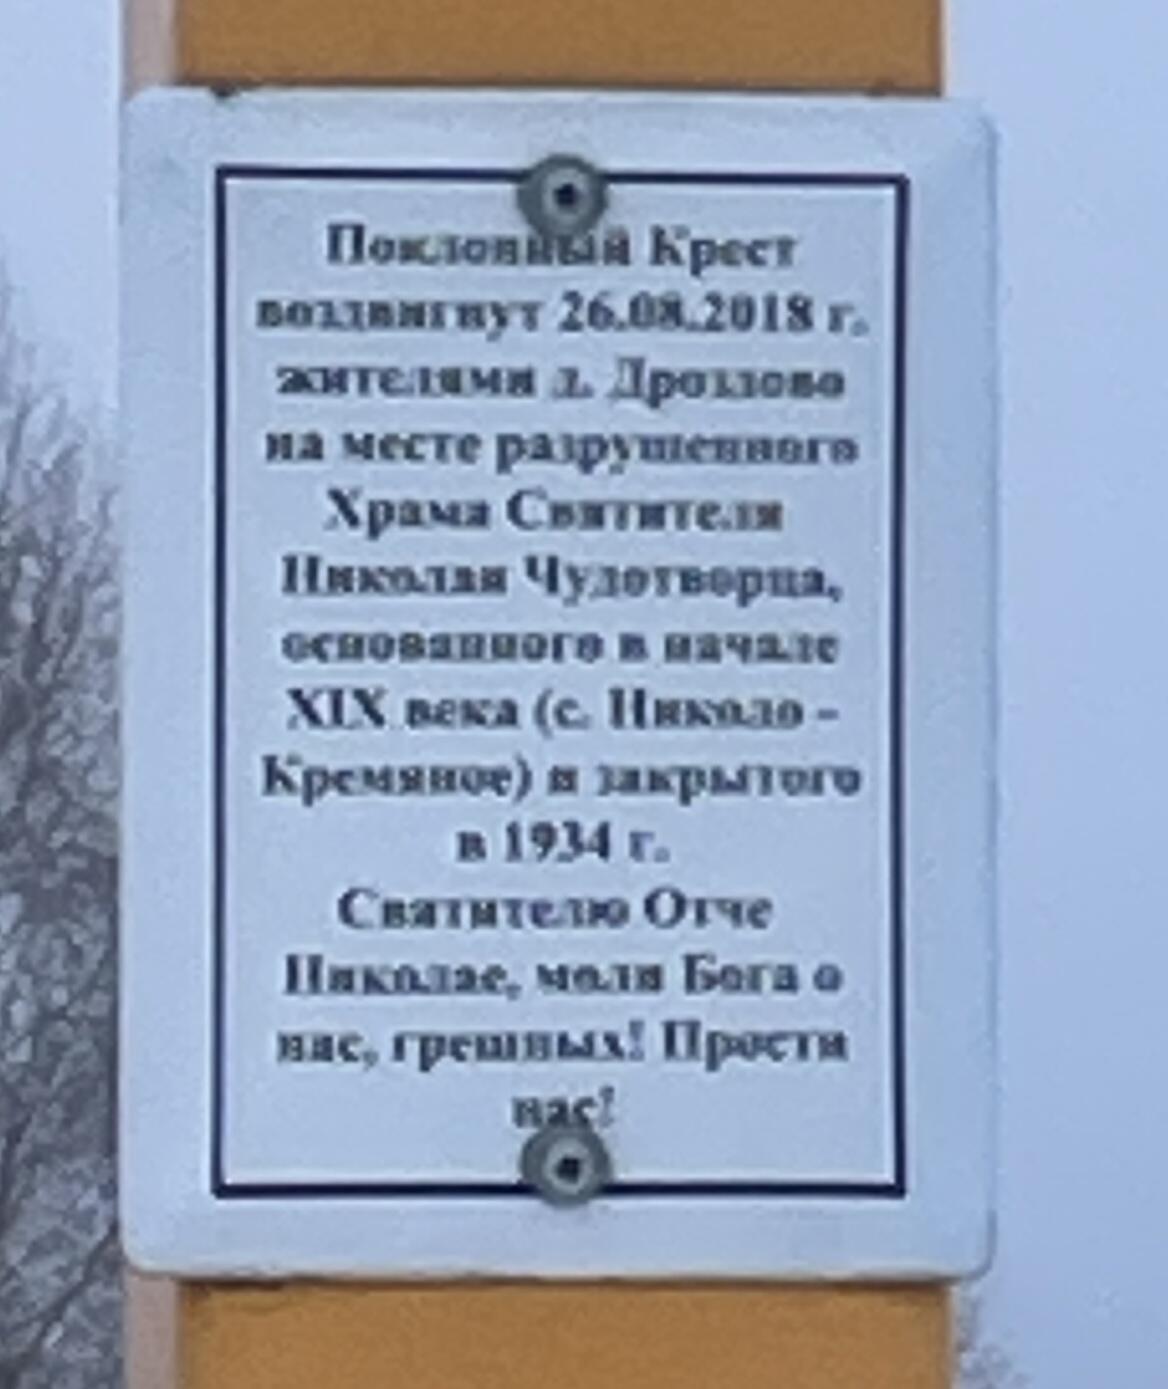 Поклонный Крест
воздвигнут 26.08.2018 г.
жителями д. Дроздово
на месте разрушенного
Храма Святителя
Николая Чудотворца,
основанного в начале
XIX века (с. Николо -
Кремяное) и закрытого
в 1934 г.
Святителю Отче
Николае, моли Бога о
нас, грешных! Прости
нас!